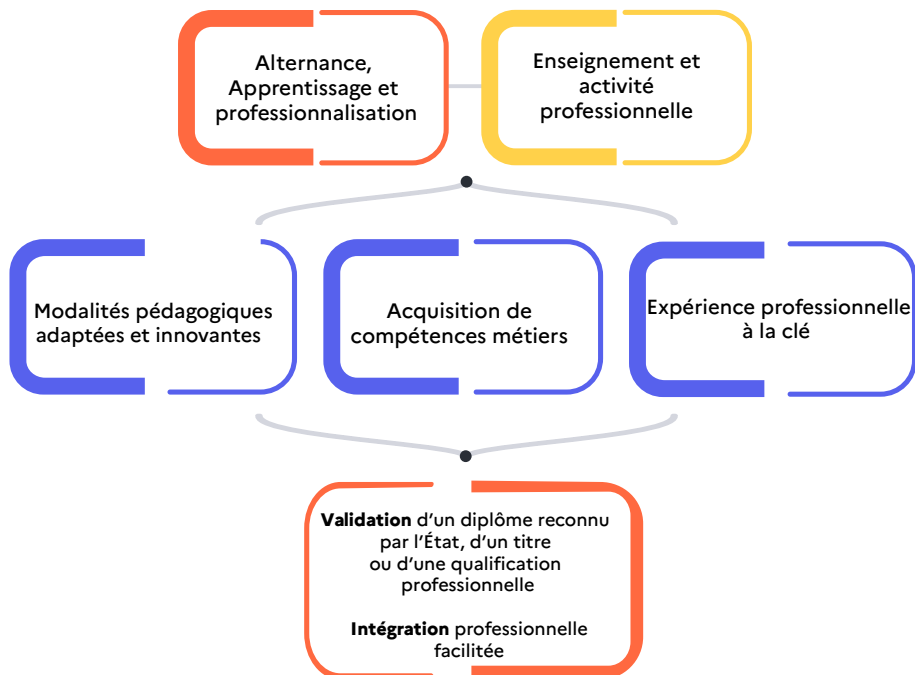 Alternance,
Apprentissage et
professionnalisation
Enseignement et
activité
professionnelle
Modalités pédagogiques
adaptées et innovantes
Acquisition de
compétences métiers
Expérience professionnelle
à la clé
Validation d’un diplôme reconnu
par l’État, d’un titre
ou d’une qualification
professionnelle
Intégration professionnelle
facilitée